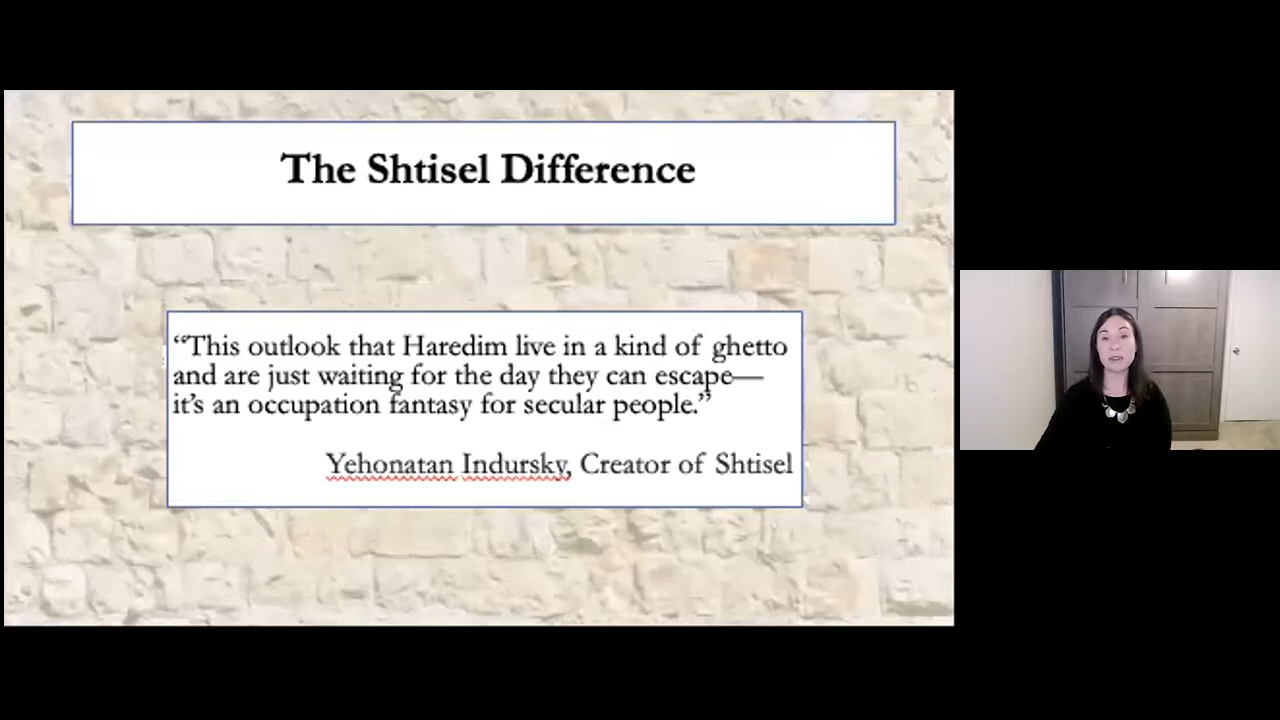 The Shtisel Difference
“This outlook that Haredim live in a kind of ghetto
and are just waiting for the day they can escape—
it’s an occupation fantasy for secular people.”
Yehonatan Indursky, Creator of Shtisel